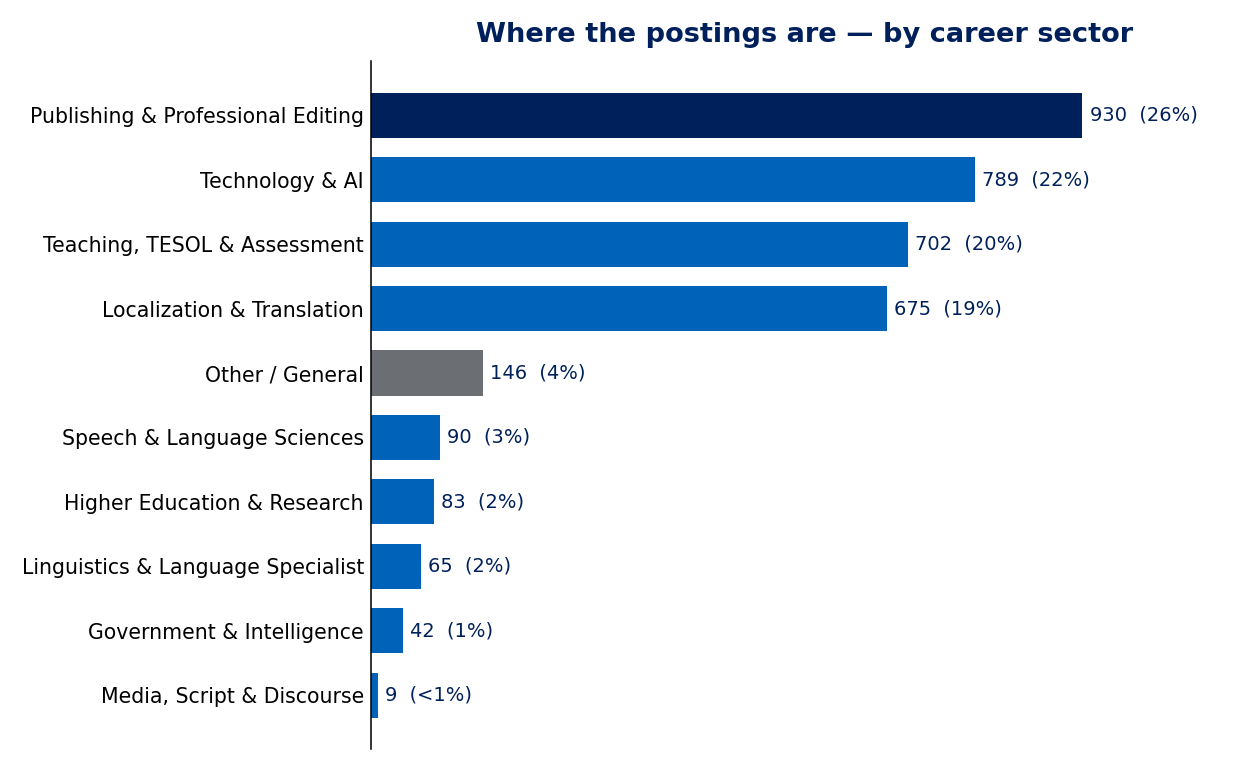 Where the postings are — by career sector
Publishing & Professional Editing 930 (26%)
Technology & AI 789 (22%)
Teaching, TESOL & Assessment 702 (20%)
Localization & Translation 675 (19%)
Other / General 146 (4%)
Speech & Language Sciences 90 (3%)
Higher Education & Research 83 (2%)
Linguistics & Language Specialist 65 (2%)
Government & Intelligence 42 (1%)
Media, Script & Discourse 9 (<1%)